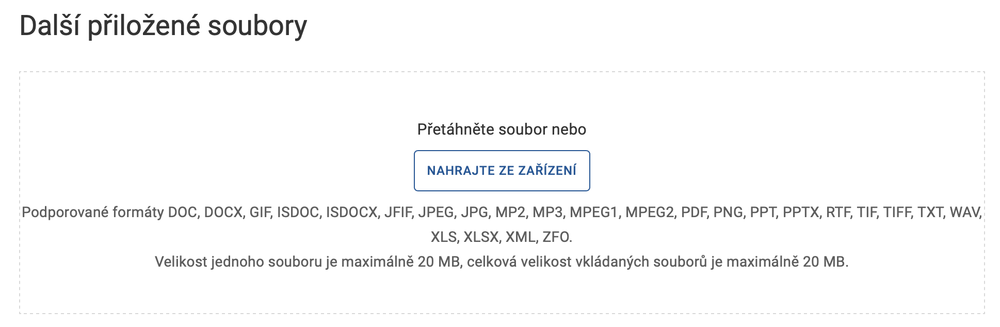 Další přiložené soubory
Přetáhněte soubor nebo
NAHRAJTE ZE ZAŘÍZENÍ
Podporované formáty DOC, DOCX, GIF, ISDOC, ISDOCX, JFIF, JPEG, JPG, MP2, MP3, MPEG1, MPEG2, PDF, PNG, PPT, PPTX, RTF, TIF, TIFF, TXT, WAV,
XLS, XLSX, XML, ZFO.
Velikost jednoho souboru je maximálně 20 MB, celková velikost vkládaných souborů je maximálně 20 MB.